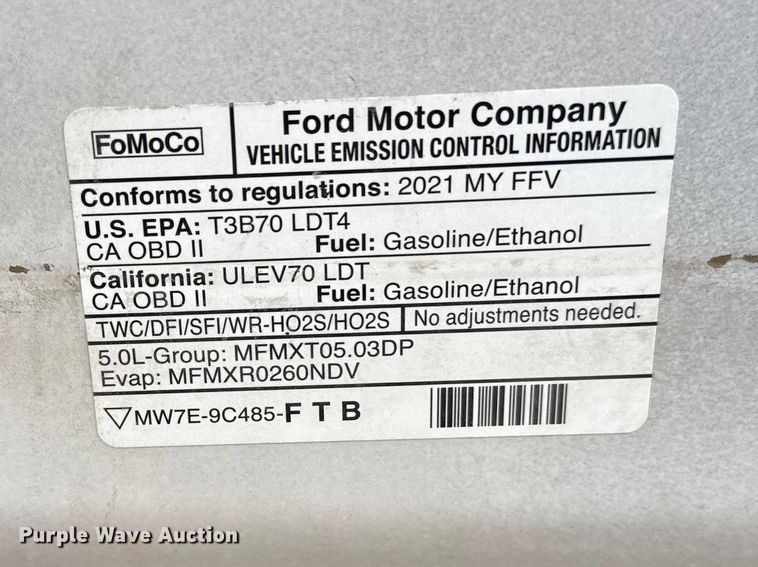 FoMoCo
Ford Motor Company
VEHICLE EMISSION CONTROL INFORMATION
Conforms to regulations: 2021 MY FFV
U.S. EPA: T3B70 LDT4
CA OBD II Fuel: Gasoline/Ethanol
California: ULEV70 LDT
CA OBD II Fuel: Gasoline/Ethanol
TWC/DFI/SFI/WR-HO2S/HO2S No adjustments needed.
5.0L-Group: MFMXT05.03DP
Evap: MFMXR0260NDV
MW7E-9C485-F T B
Purple Wave Auction